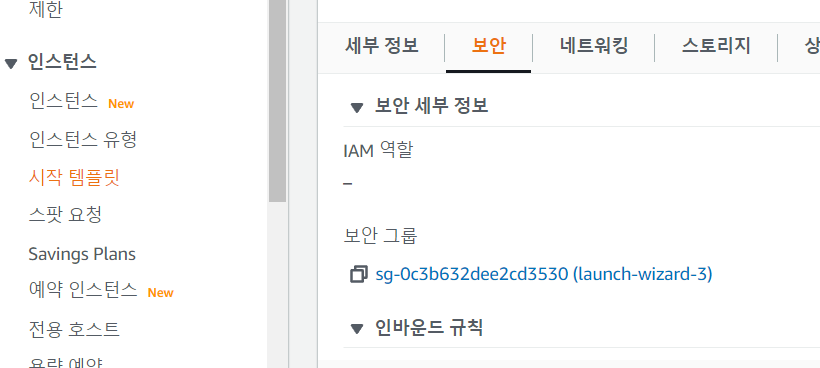 제한
인스턴스
인스턴스 New
인스턴스 유형
시작 템플릿
스팟 요청
Savings Plans
예약 인스턴스 New
전용 호스트
용량 예약
세부 정보 보안 네트워킹 스토리지 상
보안 세부 정보
IAM 역할
–
보안 그룹
sg-0c3b632dee2cd3530 (launch-wizard-3)
인바운드 규칙